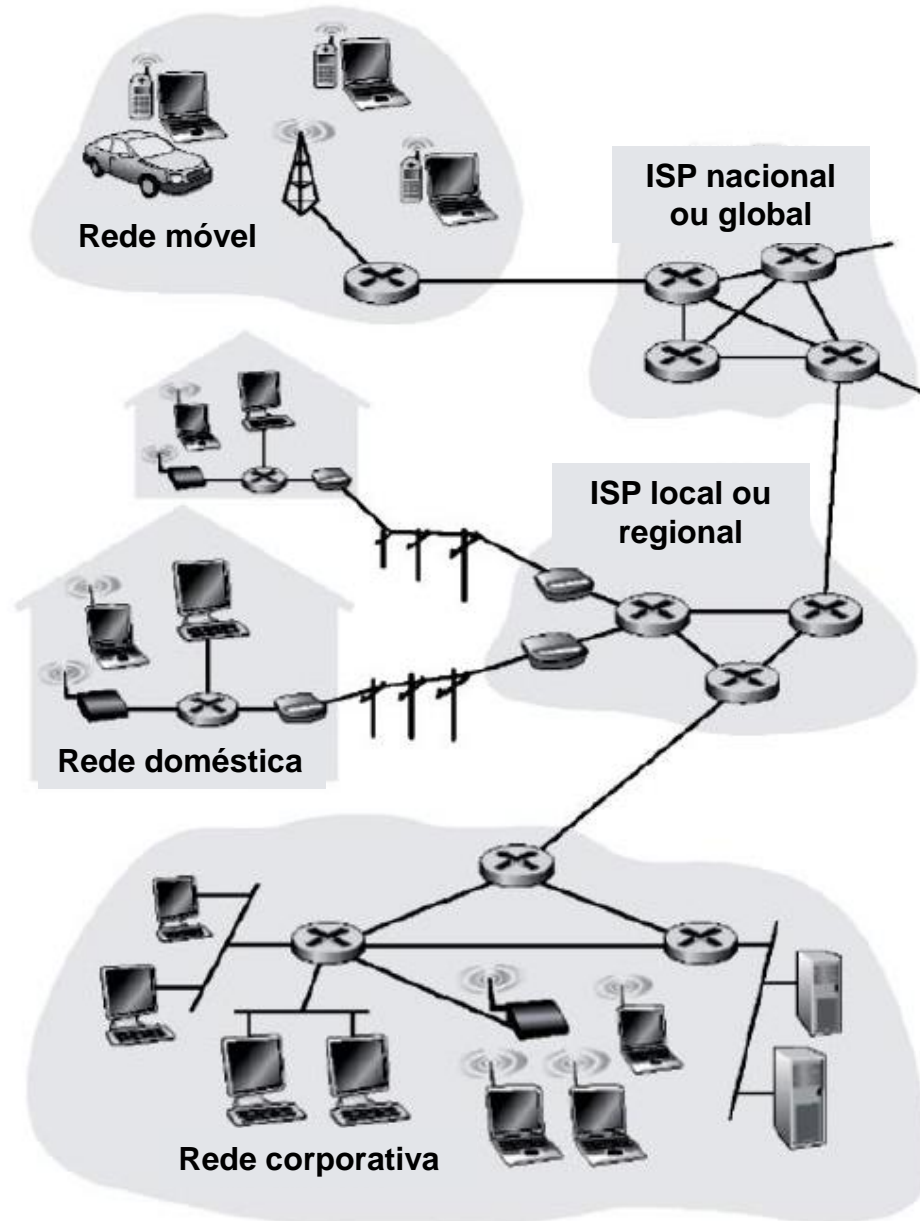 Rede móvel
ISP nacional
ou global
ISP local ou
regional
Rede doméstica
Rede corporativa